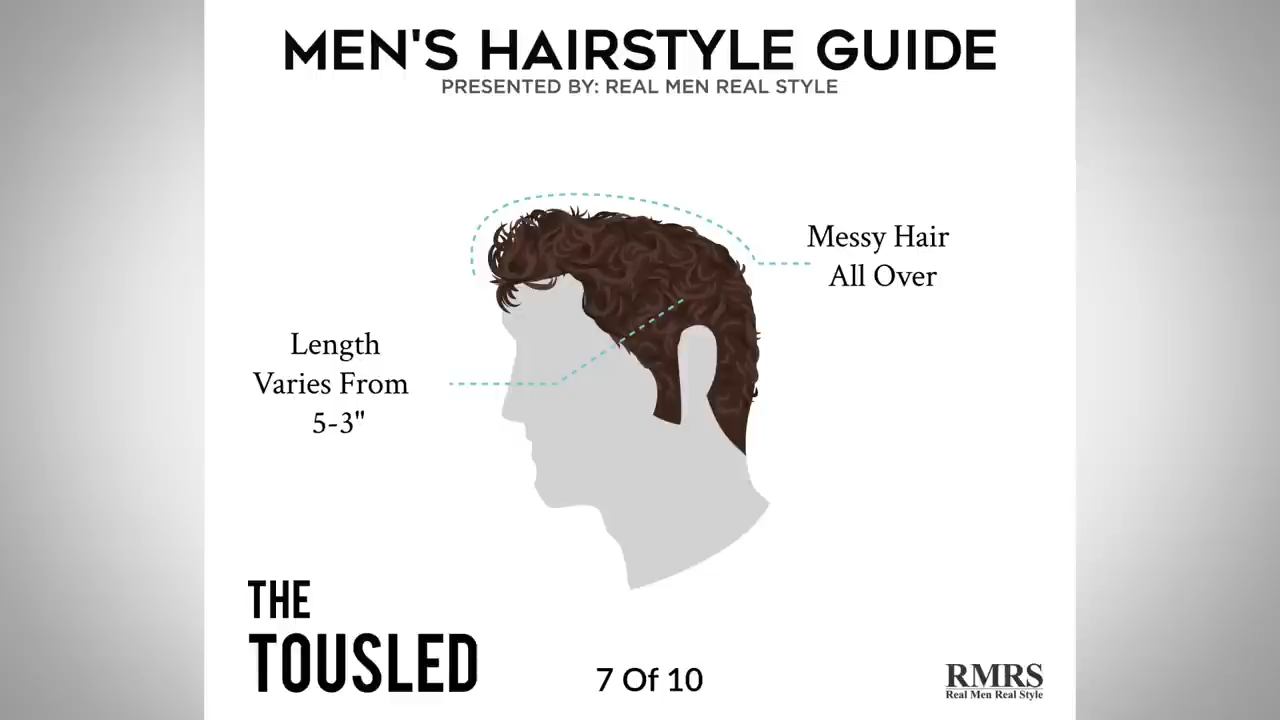 MEN'S HAIRSTYLE GUIDE
PRESENTED BY: REAL MEN REAL STYLE
Messy Hair
All Over
Length
Varies From
5-3"
THE
TOUSLED
7 Of 10
RMRS
Real Men Real Style